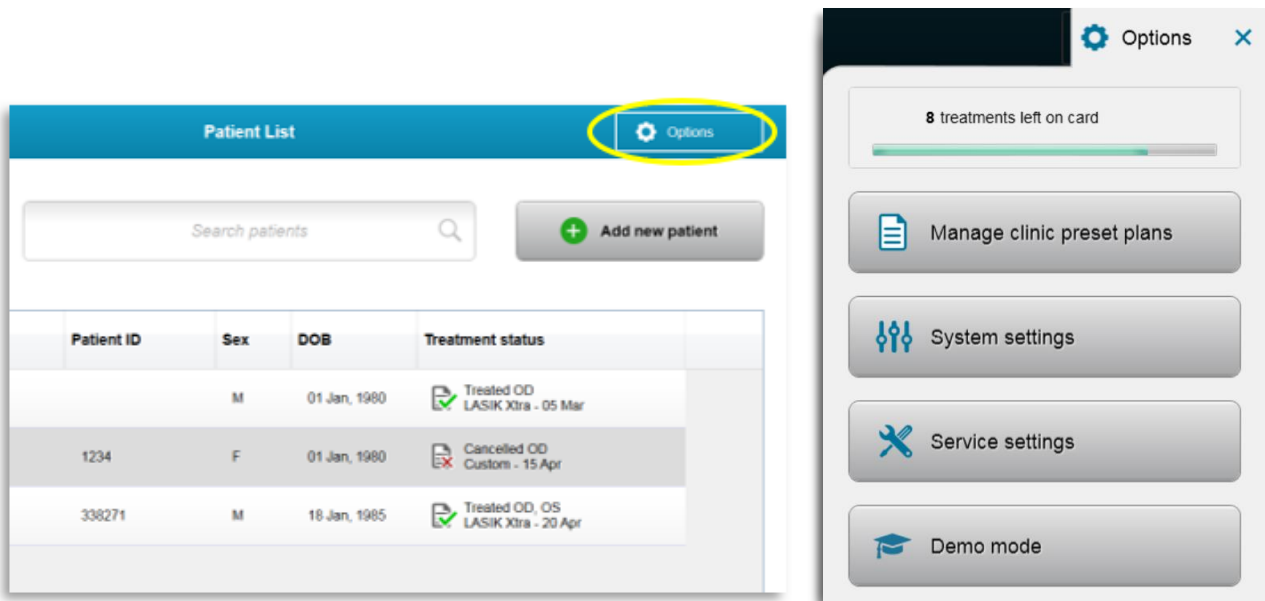 Patient List
Options
Search patients
Add new patient
Patient ID Sex DOB Treatment status
M 01 Jan, 1980 Treated OD
LASIK Xtra - 05 Mar
1234 F 01 Jan, 1980 Cancelled OD
Custom - 15 Apr
338271 M 18 Jan, 1985 Treated OD, OS
LASIK Xtra - 20 Apr
Options
8 treatments left on card
Manage clinic preset plans
System settings
Service settings
Demo mode